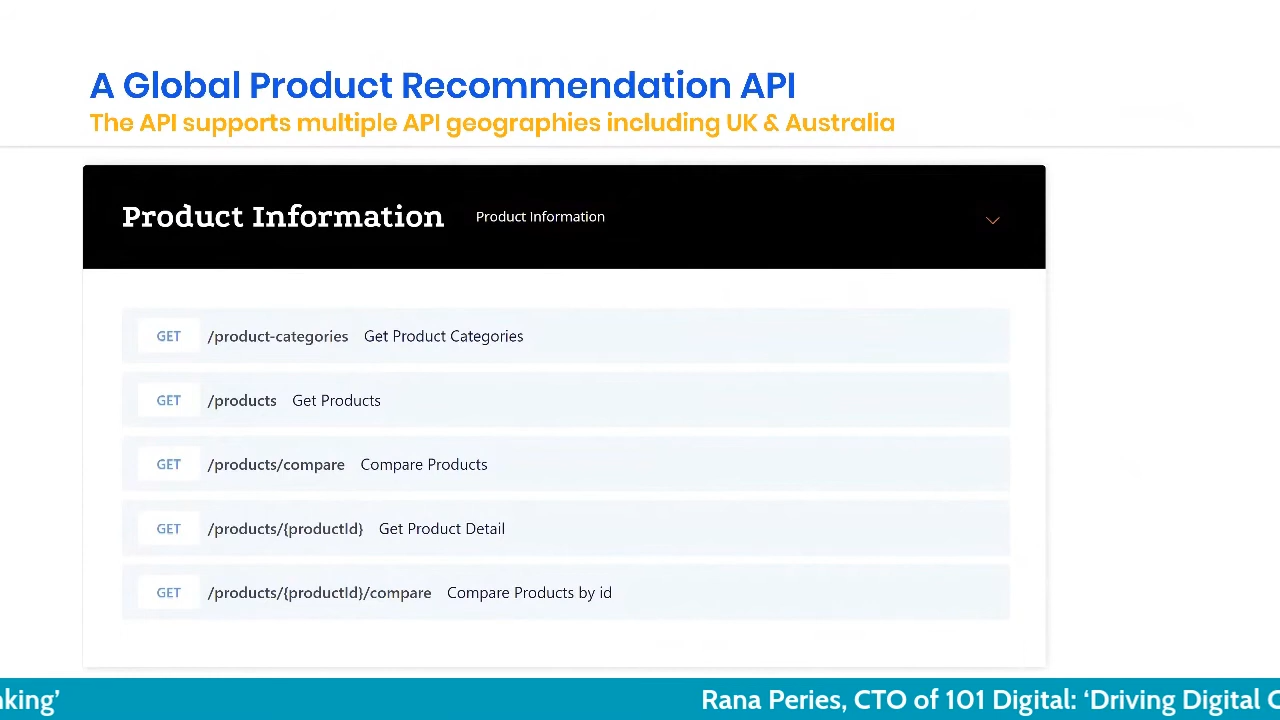 A Global Product Recommendation API
The API supports multiple API geographies including UK & Australia
Product Information Product Information
GET /product-categories Get Product Categories
GET /products Get Products
GET /products/compare Compare Products
GET /products/{productId} Get Product Detail
GET /products/{productId}/compare Compare Products by id
nking’ Rana Peries, CTO of 101 Digital: ‘Driving Digital C